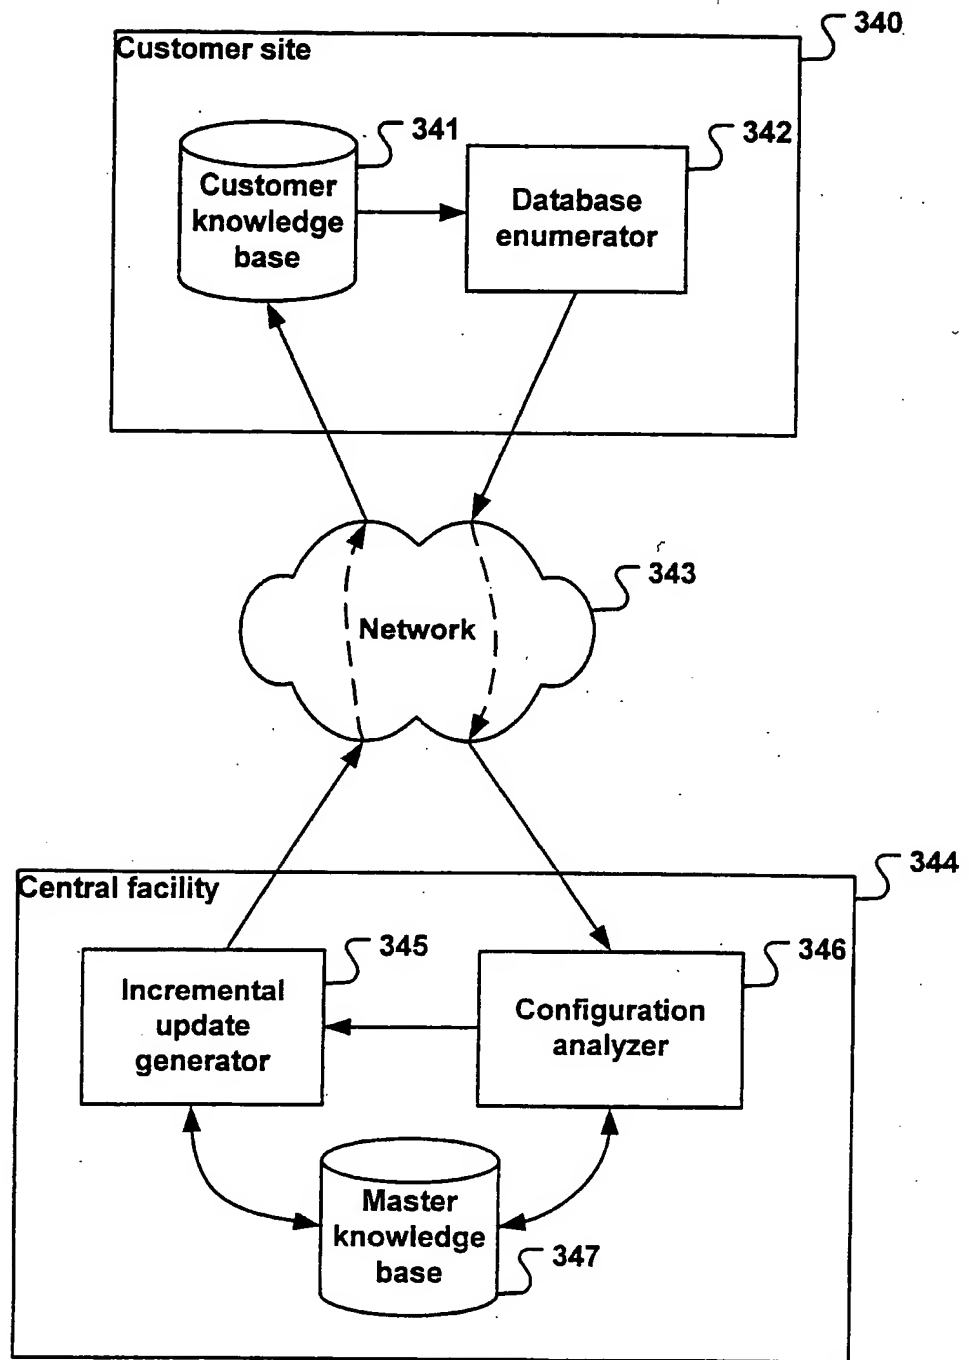 340
Customer site
341
342
Customer
knowledge
base
Database
enumerator
343
Network
344
Central facility
345
346
Incremental
update
generator
Configuration
analyzer
Master
knowledge
base
347